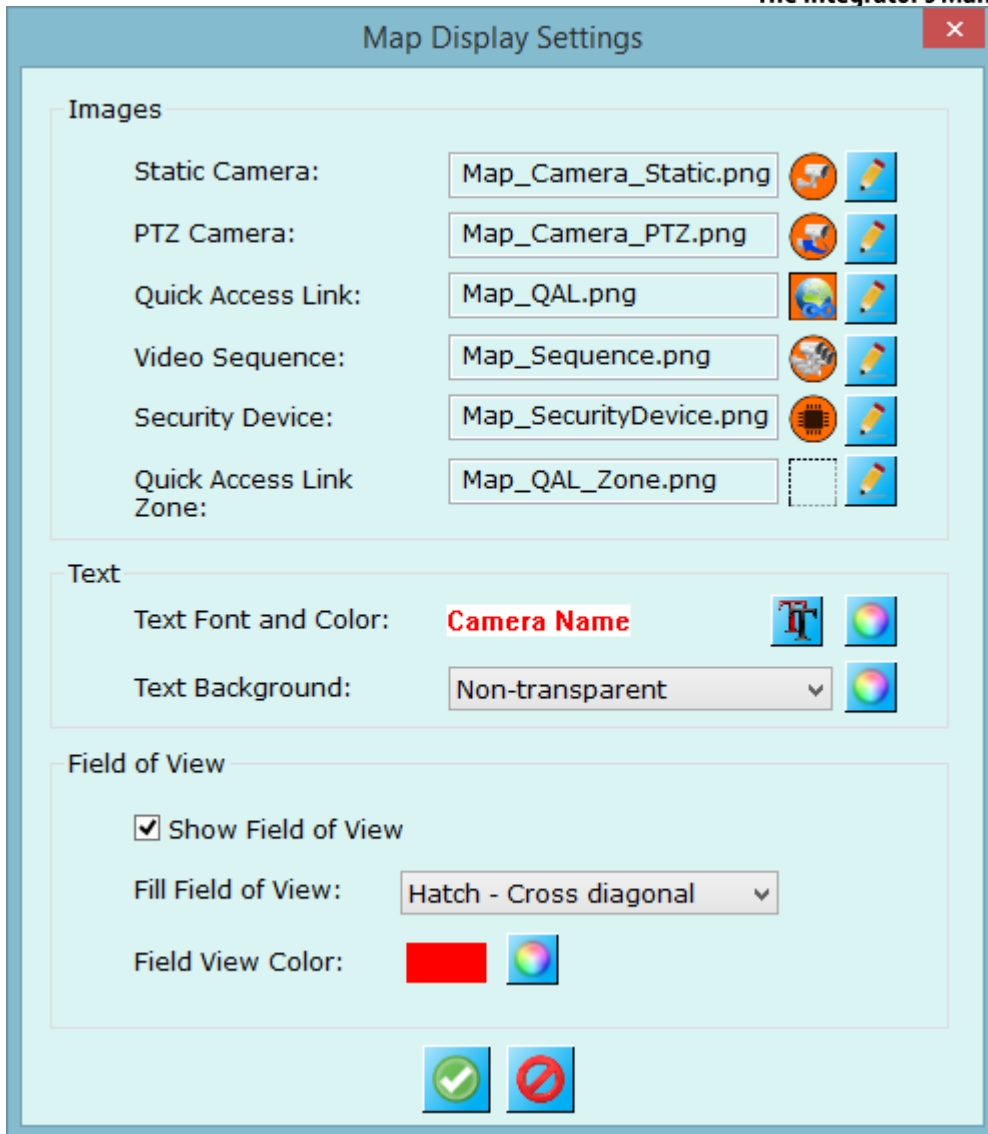 Map Display Settings
Images
Static Camera: Map_Camera_Static.png
PTZ Camera: Map_Camera_PTZ.png
Quick Access Link: Map_QAL.png
Video Sequence: Map_Sequence.png
Security Device: Map_SecurityDevice.png
Quick Access Link Map_QAL_Zone.png
Zone:
Text
Text Font and Color: Camera Name
Text Background: Non-transparent
Field of View
Show Field of View
Fill Field of View: Hatch - Cross diagonal
Field View Color: